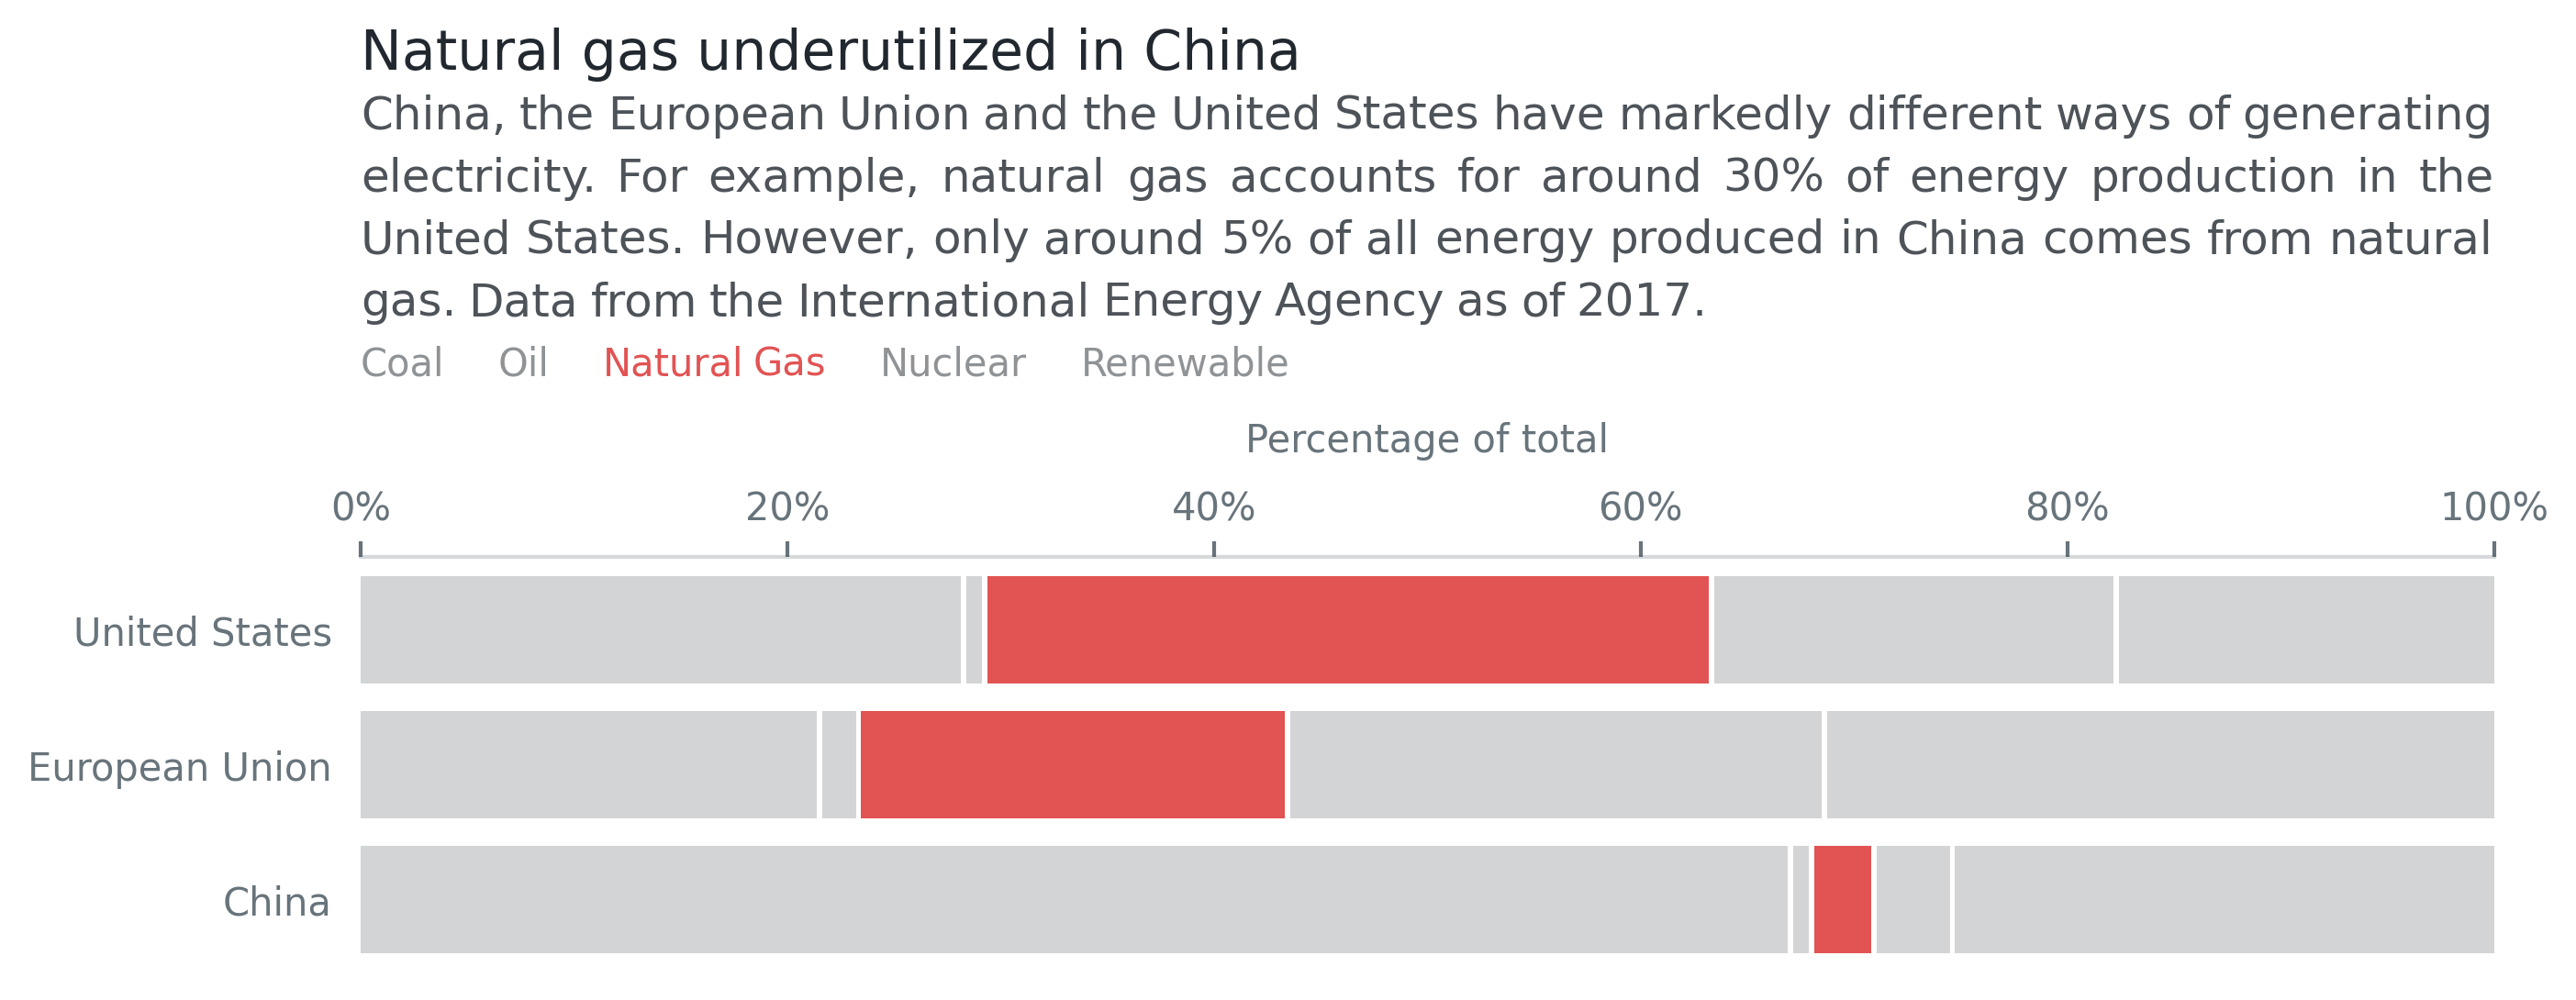 Natural gas underutilized in China
China, the European Union and the United States have markedly different ways of generating
electricity. For example, natural gas accounts for around 30% of energy production in the
United States. However, only around 5% of all energy produced in China comes from natural
gas. Data from the International Energy Agency as of 2017.
Coal Oil Natural Gas Nuclear Renewable
Percentage of total
0% 20% 40% 60% 80% 100%
United States
European Union
China